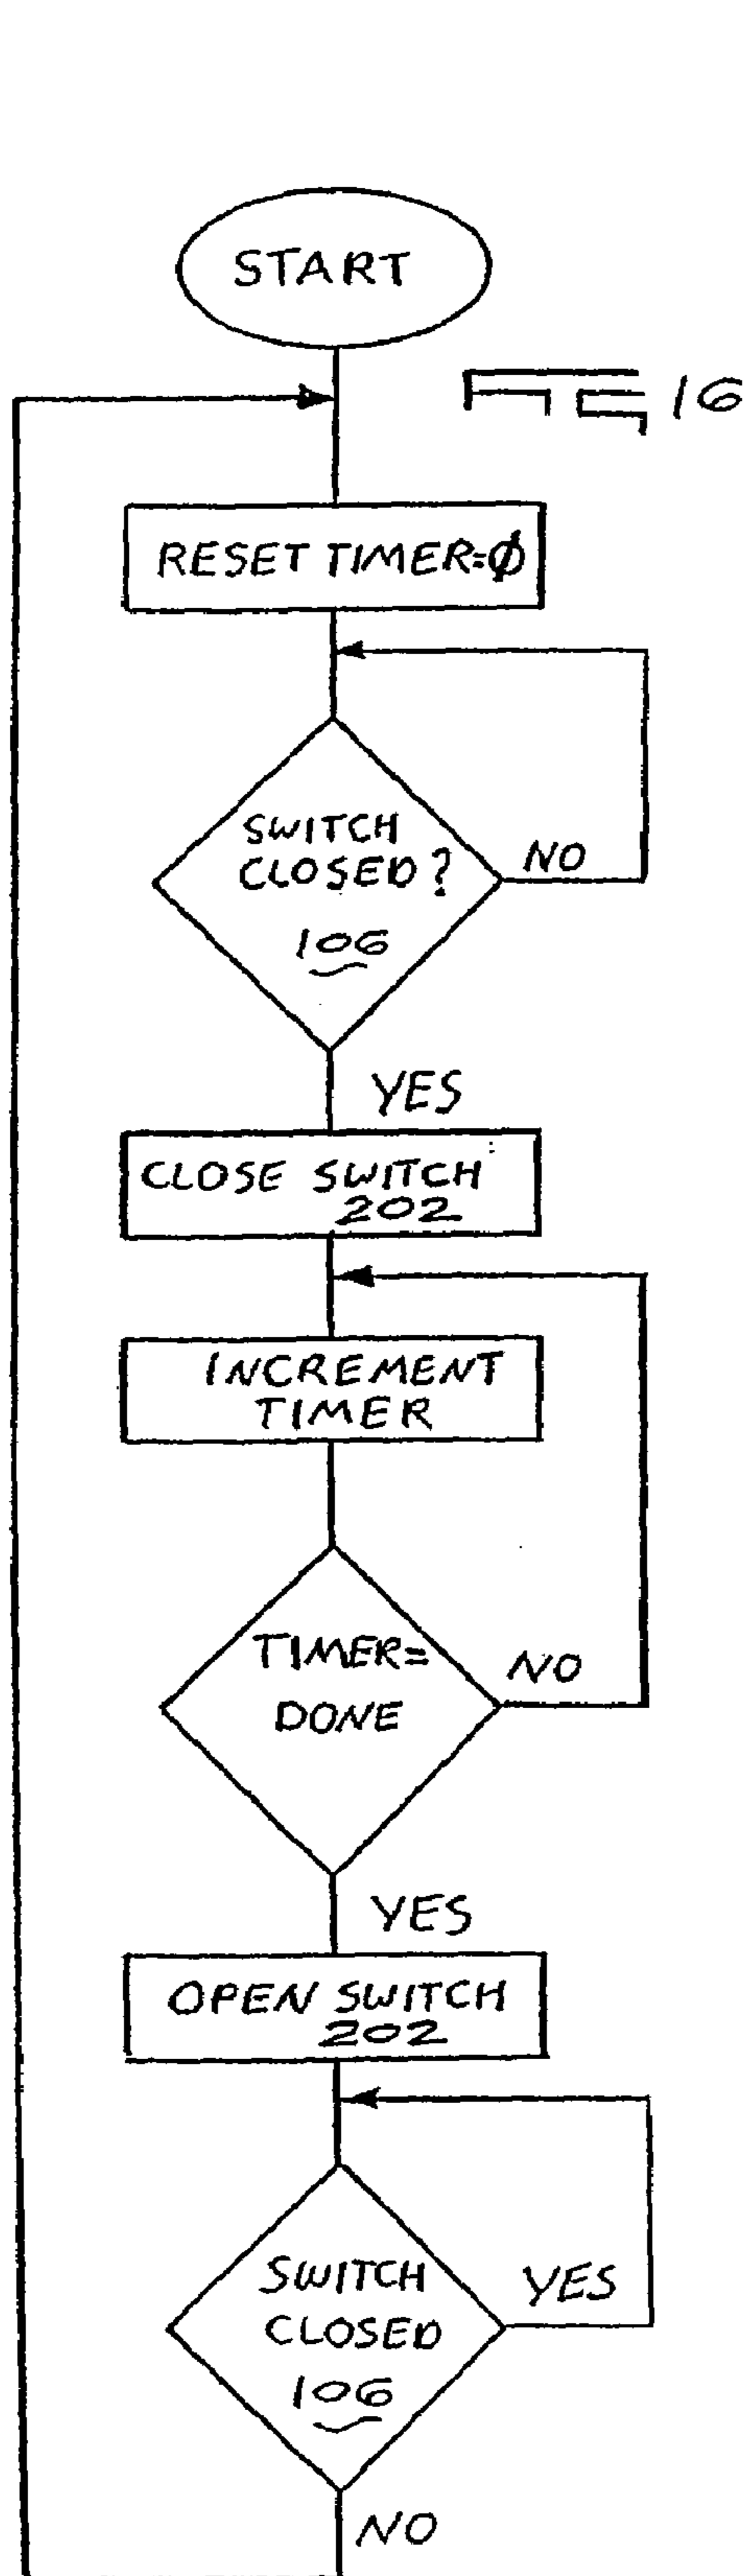 START
FIG 16
RESET TIMER=Ø
SWITCH
CLOSED?
NO
106
YES
CLOSE SWITCH
202
INCREMENT
TIMER
TIMER=
DONE
NO
YES
OPEN SWITCH
202
SWITCH
CLOSED
YES
106
NO